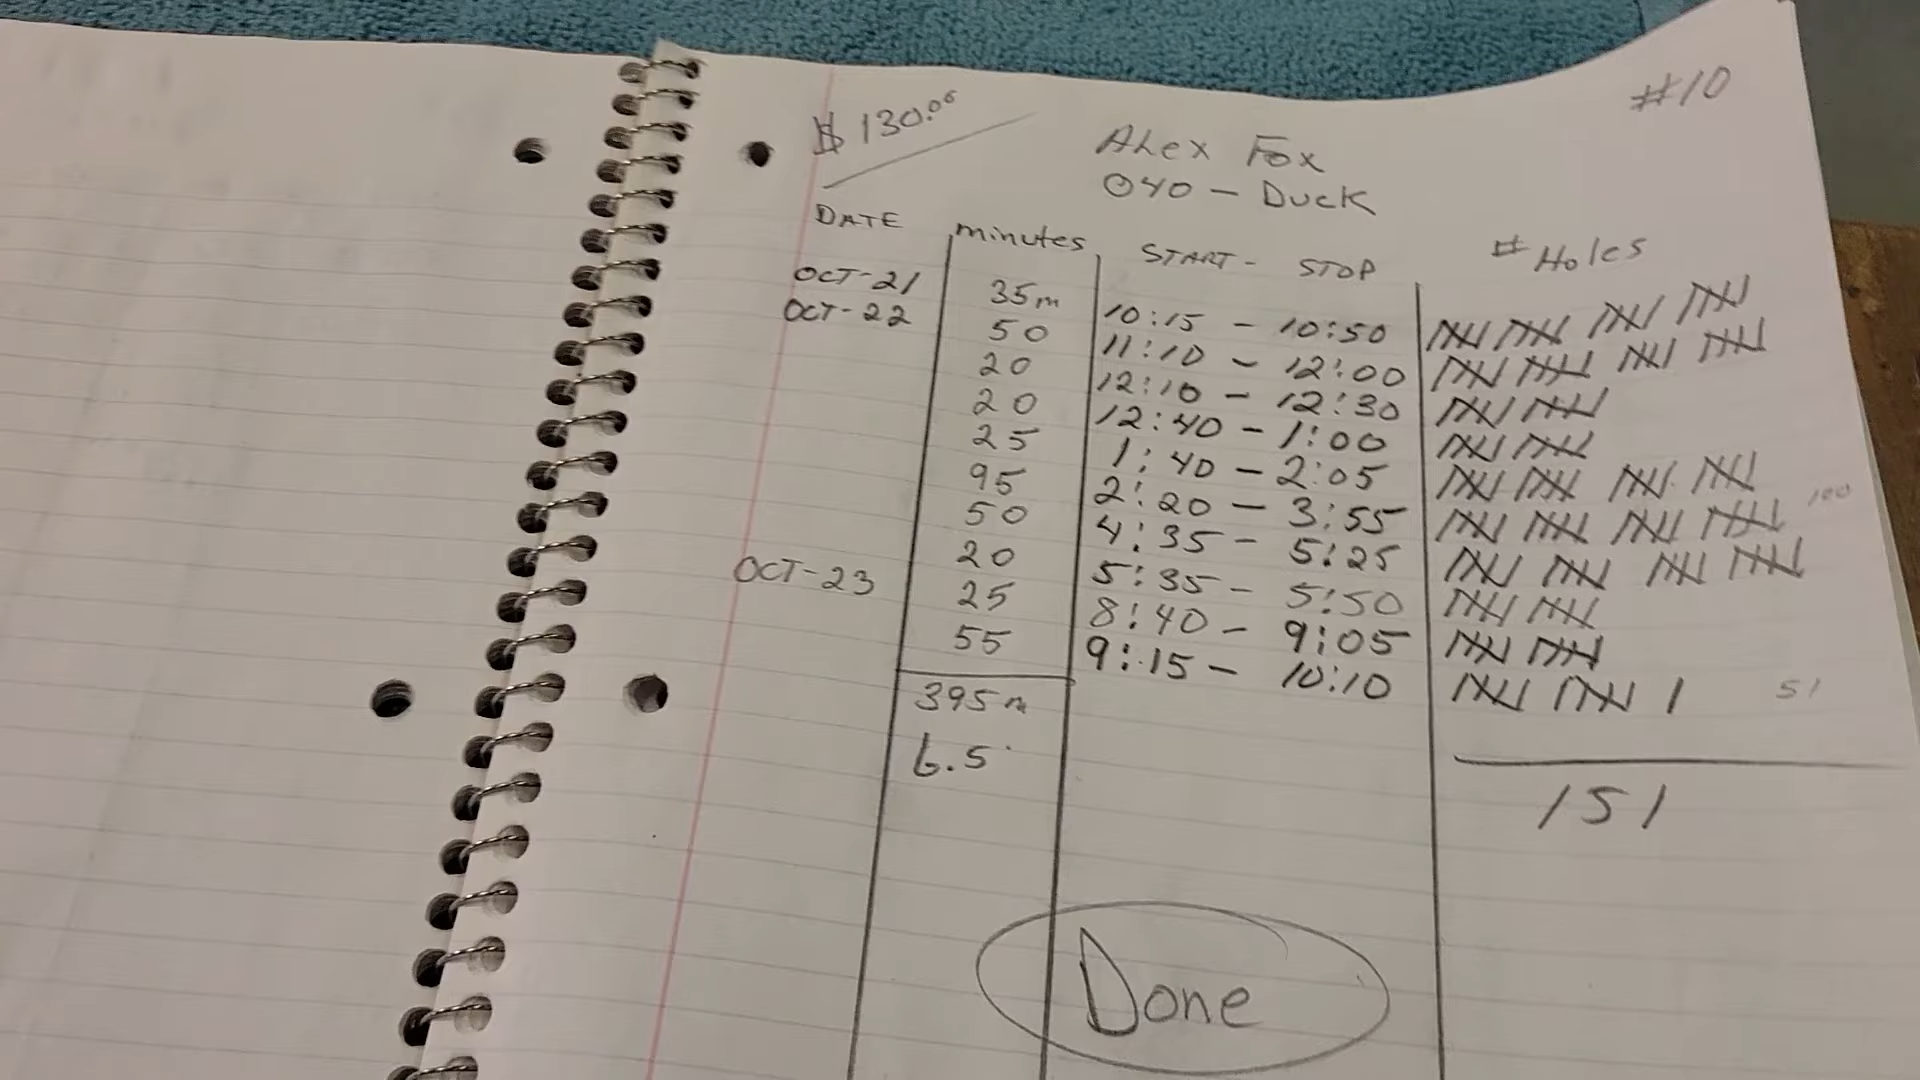 #10
$130.00
Alex Fox
040 - Duck
DATE minutes START - STOP # Holes
OCT-21 35m 10:15 - 10:50 |||| |||| |||| ||||
OCT-22 50 11:10 - 12:00 |||| |||| |||| ||||
20 12:10 - 12:30 |||| ||||
20 12:40 - 1:00 |||| ||||
25 1:40 - 2:05 |||| |||| |||| ||||
95 2:20 - 3:55 |||| |||| |||| |||| 100
50 4:35 - 5:25 |||| |||| |||| ||||
20 5:35 - 5:50 |||| ||||
OCT-23 25 8:40 - 9:05 |||| ||||
55 9:15 - 10:10 |||| |||| | 51
395m
6.5
151
Done